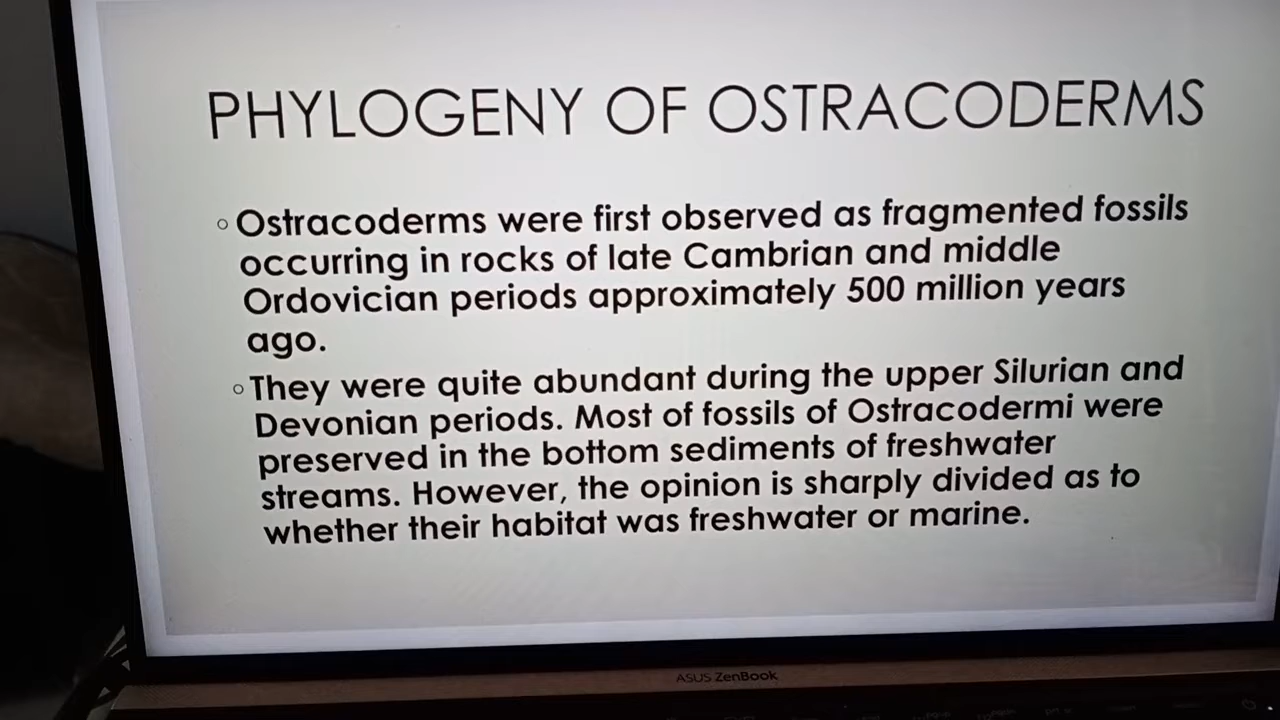 PHYLOGENY OF OSTRACODERMS
◦ Ostracoderms were first observed as fragmented fossils
occurring in rocks of late Cambrian and middle
Ordovician periods approximately 500 million years
ago.
◦ They were quite abundant during the upper Silurian and
Devonian periods. Most of fossils of Ostracodermi were
preserved in the bottom sediments of freshwater
streams. However, the opinion is sharply divided as to
whether their habitat was freshwater or marine.
ASUS ZenBook